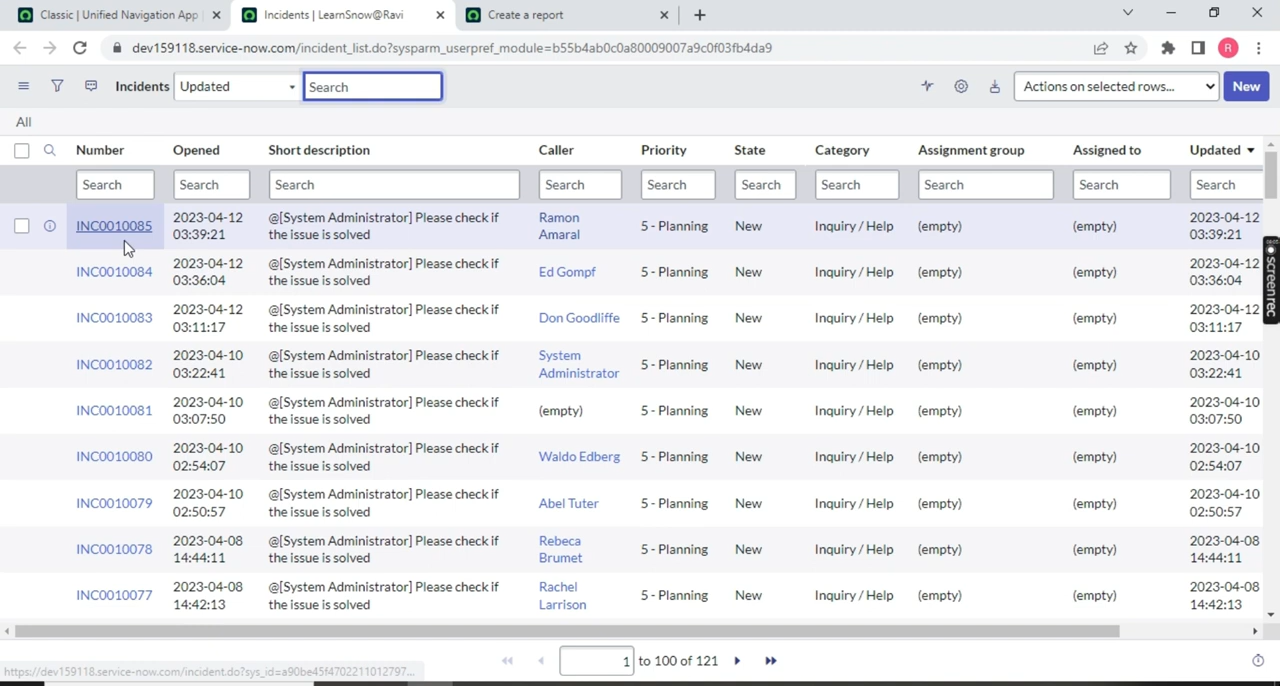 Classic | Unified Navigation App
Incidents | LearnSnow@Ravi
Create a report
dev159118.service-now.com/incident_list.do?sysparm_userpref_module=b55b4ab0c0a80009007a9c0f03fb4da9
R
Incidents Updated Search Actions on selected rows... New
All
Number Opened Short description Caller Priority State Category Assignment group Assigned to Updated
Search Search Search Search Search Search Search Search Search Search
INC0010085 2023-04-12 03:39:21 @[System Administrator] Please check if the issue is solved Ramon Amaral 5 - Planning New Inquiry / Help (empty) (empty) 2023-04-12 03:39:21
INC0010084 2023-04-12 03:36:04 @[System Administrator] Please check if the issue is solved Ed Gompf 5 - Planning New Inquiry / Help (empty) (empty) 2023-04-12 03:36:04
INC0010083 2023-04-12 03:11:17 @[System Administrator] Please check if the issue is solved Don Goodliffe 5 - Planning New Inquiry / Help (empty) (empty) 2023-04-12 03:11:17
INC0010082 2023-04-10 03:22:41 @[System Administrator] Please check if the issue is solved System Administrator 5 - Planning New Inquiry / Help (empty) (empty) 2023-04-10 03:22:41
INC0010081 2023-04-10 03:07:50 @[System Administrator] Please check if the issue is solved (empty) 5 - Planning New Inquiry / Help (empty) (empty) 2023-04-10 03:07:50
INC0010080 2023-04-10 02:54:07 @[System Administrator] Please check if the issue is solved Waldo Edberg 5 - Planning New Inquiry / Help (empty) (empty) 2023-04-10 02:54:07
INC0010079 2023-04-10 02:50:57 @[System Administrator] Please check if the issue is solved Abel Tuter 5 - Planning New Inquiry / Help (empty) (empty) 2023-04-10 02:50:57
INC0010078 2023-04-08 14:44:11 @[System Administrator] Please check if the issue is solved Rebeca Brumet 5 - Planning New Inquiry / Help (empty) (empty) 2023-04-08 14:44:11
INC0010077 2023-04-08 14:42:13 @[System Administrator] Please check if the issue is solved Rachel Larrison 5 - Planning New Inquiry / Help (empty) (empty) 2023-04-08 14:42:13
screenrec
1 to 100 of 121
https://dev159118.service-now.com/incident.do?sys_id=a90be45f4702211012797...